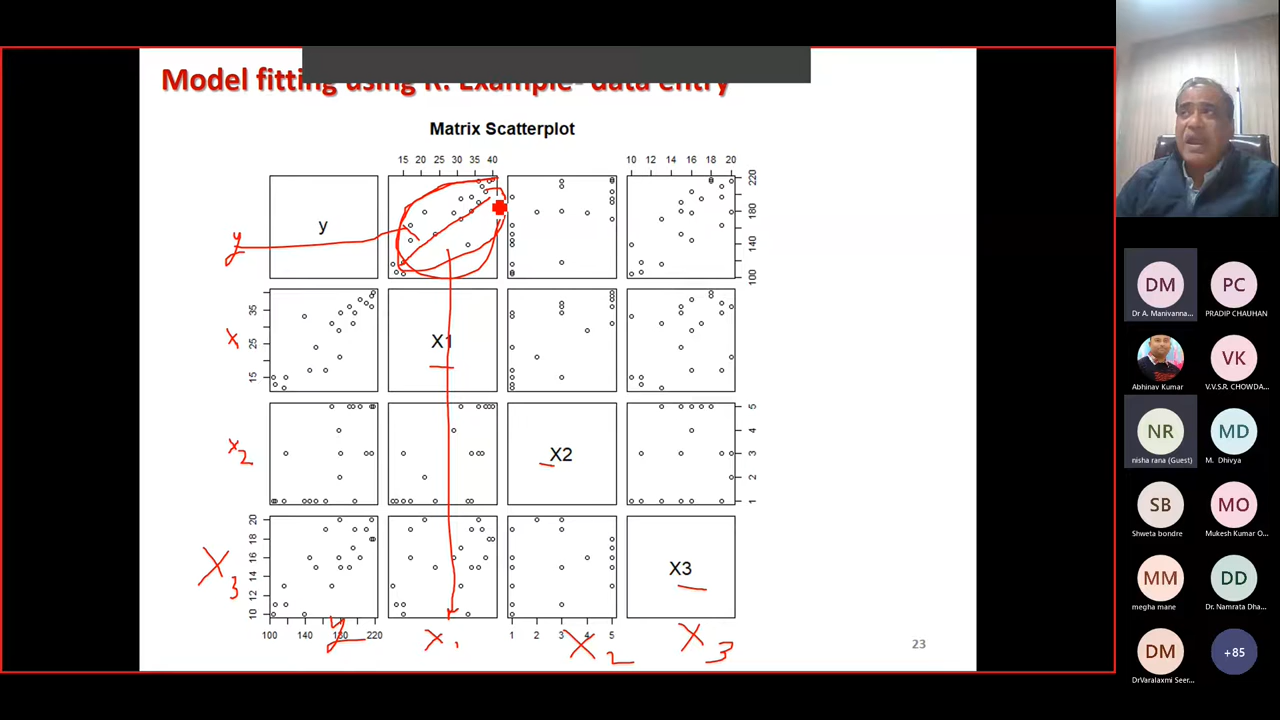 Model fitting using R: Example- data entry
Matrix Scatterplot
15 20 25 30 35 40
10 12 14 16 18 20
y
y
100 140 180 220
x1
X1
15 25 35
x2
X2
1 2 3 4 5
X3
X3
10 12 14 16 18 20
100 140 180 220
1 2 3 4 5
y
x1
X2
X3
23
DM
Dr A. Manivanna...
PC
PRADIP CHAUHAN
Abhinav Kumar
VK
V.V.S.R. CHOWDA...
NR
nisha rana (Guest)
MD
M. Dhivya
SB
Shweta bondre
MO
Mukesh Kumar O...
MM
megha mane
DD
Dr. Namrata Dha...
DM
DrVaralaxmi Seer...
+85